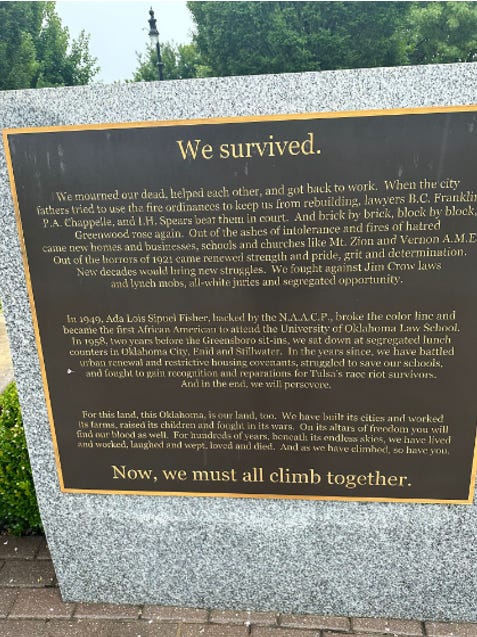 We survived.
We mourned our dead, helped each other, and got back to work. When the city
fathers tried to use the fire ordinances to keep us from rebuilding, lawyers B.C. Franklin,
P.A. Chappelle, and I.H. Spears beat them in court. And brick by brick, block by block,
Greenwood rose again. Out of the ashes of intolerance and fires of hatred
came new homes and businesses, schools and churches like Mt. Zion and Vernon A.M.E.
Out of the horrors of 1921 came renewed strength and pride, grit and determination.
New decades would bring new struggles. We fought against Jim Crow laws
and lynch mobs, all-white juries and segregated opportunity.
In 1949, Ada Lois Sipuel Fisher, backed by the N.A.A.C.P., broke the color line and
became the first African American to attend the University of Oklahoma Law School.
In 1958, two years before the Greensboro sit-ins, we sat down at segregated lunch
counters in Oklahoma City, Enid and Stillwater. In the years since, we have battled
urban renewal and restrictive housing covenants, struggled to save our schools,
and fought to gain recognition and reparations for Tulsa's race riot survivors.
And in the end, we will persevere.
For this land, this Oklahoma, is our land, too. We have built its cities and worked
its farms, raised its children and fought in its wars. On its altars of freedom you will
find our blood as well. For hundreds of years, beneath its endless skies, we have lived
and worked, laughed and wept, loved and died. And as we have climbed, so have you.
Now, we must all climb together.